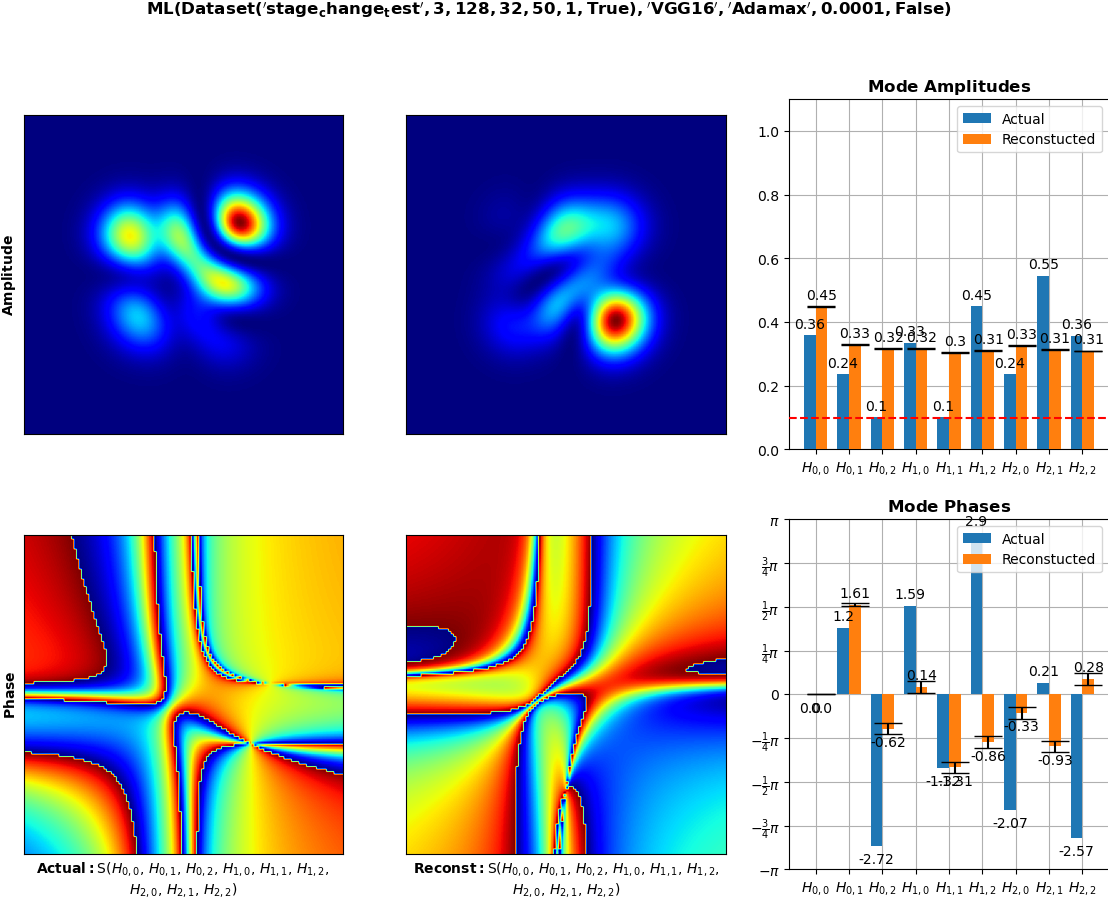 ML(Dataset('stage_change_test', 3, 128, 32, 50, 1, True), 'VGG16', 'Adamax', 0.0001, False)
Amplitude
Mode Amplitudes
Actual
Reconstucted
1.0
0.8
0.6
0.4
0.2
0.0
0.36
0.45
0.24
0.33
0.1
0.32
0.33
0.32
0.1
0.3
0.45
0.31
0.24
0.33
0.55
0.31
0.36
0.31
H0,0 H0,1 H0,2 H1,0 H1,1 H1,2 H2,0 H2,1 H2,2
Phase
Actual:S(H0,0, H0,1, H0,2, H1,0, H1,1, H1,2,
H2,0, H2,1, H2,2)
Reconst:S(H0,0, H0,1, H0,2, H1,0, H1,1, H1,2,
H2,0, H2,1, H2,2)
Mode Phases
Actual
Reconstucted
π
3/4π
1/2π
1/4π
0
−1/4π
−1/2π
−3/4π
−π
0.0
0.0
1.2
1.61
-2.72
-0.62
1.59
0.14
-1.32
-1.31
2.9
-0.86
-2.07
-0.33
0.21
-0.93
-2.57
0.28
H0,0 H0,1 H0,2 H1,0 H1,1 H1,2 H2,0 H2,1 H2,2